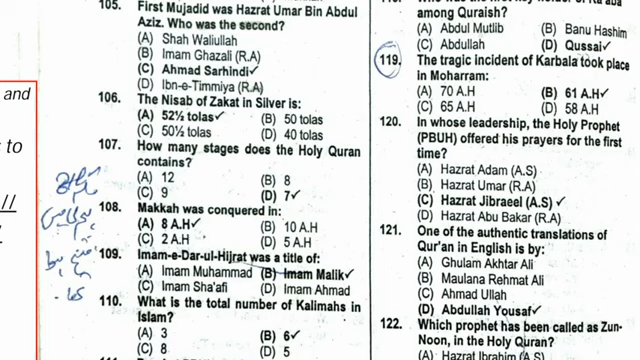 and
to
//
105. First Mujadid was Hazrat Umar Bin Abdul
Aziz. Who was the second?
(A) Shah Waliullah
(B) Imam Ghazali (R.A)
(C) Ahmad Sarhindi✓
(D) Ibn-e-Timmiya (R.A)
106. The Nisab of Zakat in Silver is:
(A) 52½ tolas✓ (B) 50 tolas
(C) 50½ tolas (D) 40 tolas
107. How many stages does the Holy Quran
contains?
(A) 12 (B) 8
(C) 9 (D) 7✓
108. Makkah was conquered in:
(A) 8 A.H✓ (B) 10 A.H
(C) 2 A.H (D) 5 A.H
109. Imam-e-Dar-ul-Hijrat was a title of:
(A) Imam Muhammad (B) Imam Malik✓
(C) Imam Sha'afi (D) Imam Ahmad
110. What is the total number of Kalimahs in
Islam?
(A) 3 (B) 6✓
(C) 8 (D) 5
among Quraish?
(A) Abdul Mutlib (B) Banu Hashim
(C) Abdullah (D) Qussai✓
119. The tragic incident of Karbala took place
in Moharram:
(A) 70 A.H (B) 61 A.H✓
(C) 65 A.H (D) 58 A.H
120. In whose leadership, the Holy Prophet
(PBUH) offered his prayers for the first
time?
(A) Hazrat Adam (A.S)
(B) Hazrat Umar (R.A)
(C) Hazrat Jibraeel (A.S) ✓
(D) Hazrat Abu Bakar (R.A)
121. One of the authentic translations of
Qur'an in English is by:
(A) Ghulam Akhtar Ali
(B) Maulana Rehmat Ali
(C) Ahmad Ullah
(D) Abdullah Yousaf✓
122. Which prophet has been called as Zun-
Noon, in the Holy Quran?
(A) Hazrat Ibrahim (A.S)